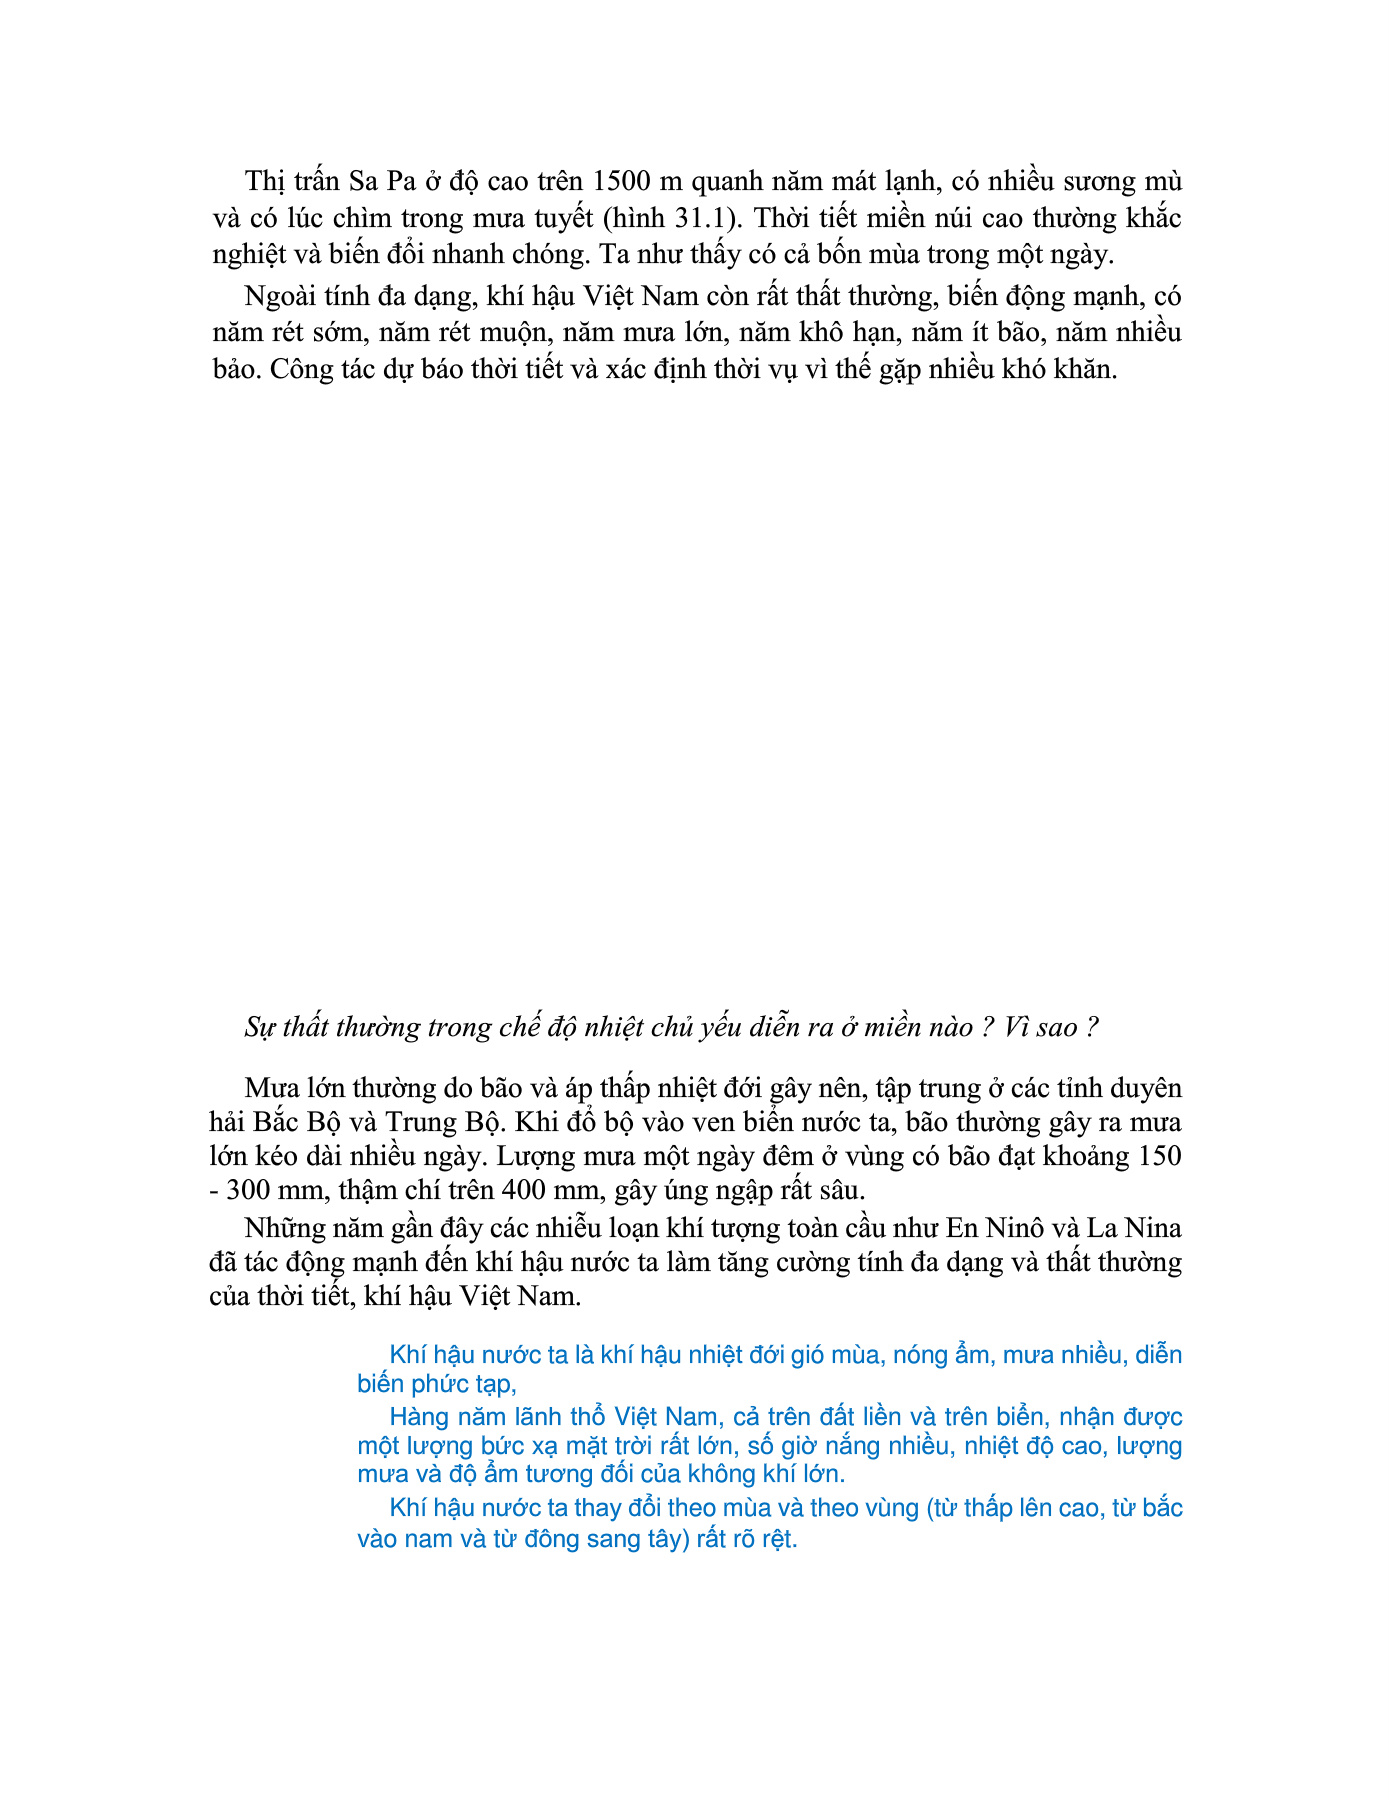 Thị trấn Sa Pa ở độ cao trên 1500 m quanh năm mát lạnh, có nhiều sương mù
và có lúc chìm trong mưa tuyết (hình 31.1). Thời tiết miền núi cao thường khắc
nghiệt và biến đổi nhanh chóng. Ta như thấy có cả bốn mùa trong một ngày.
Ngoài tính đa dạng, khí hậu Việt Nam còn rất thất thường, biến động mạnh, có
năm rét sớm, năm rét muộn, năm mưa lớn, năm khô hạn, năm ít bão, năm nhiều
bảo. Công tác dự báo thời tiết và xác định thời vụ vì thế gặp nhiều khó khăn.
Sự thất thường trong chế độ nhiệt chủ yếu diễn ra ở miền nào ? Vì sao ?
Mưa lớn thường do bão và áp thấp nhiệt đới gây nên, tập trung ở các tỉnh duyên
hải Bắc Bộ và Trung Bộ. Khi đổ bộ vào ven biển nước ta, bão thường gây ra mưa
lớn kéo dài nhiều ngày. Lượng mưa một ngày đêm ở vùng có bão đạt khoảng 150
- 300 mm, thậm chí trên 400 mm, gây úng ngập rất sâu.
Những năm gần đây các nhiễu loạn khí tượng toàn cầu như En Ninô và La Nina
đã tác động mạnh đến khí hậu nước ta làm tăng cường tính đa dạng và thất thường
của thời tiết, khí hậu Việt Nam.
Khí hậu nước ta là khí hậu nhiệt đới gió mùa, nóng ẩm, mưa nhiều, diễn
biến phức tạp,
Hàng năm lãnh thổ Việt Nam, cả trên đất liền và trên biển, nhận được
một lượng bức xạ mặt trời rất lớn, số giờ nắng nhiều, nhiệt độ cao, lượng
mưa và độ ẩm tương đối của không khí lớn.
Khí hậu nước ta thay đổi theo mùa và theo vùng (từ thấp lên cao, từ bắc
vào nam và từ đông sang tây) rất rõ rệt.